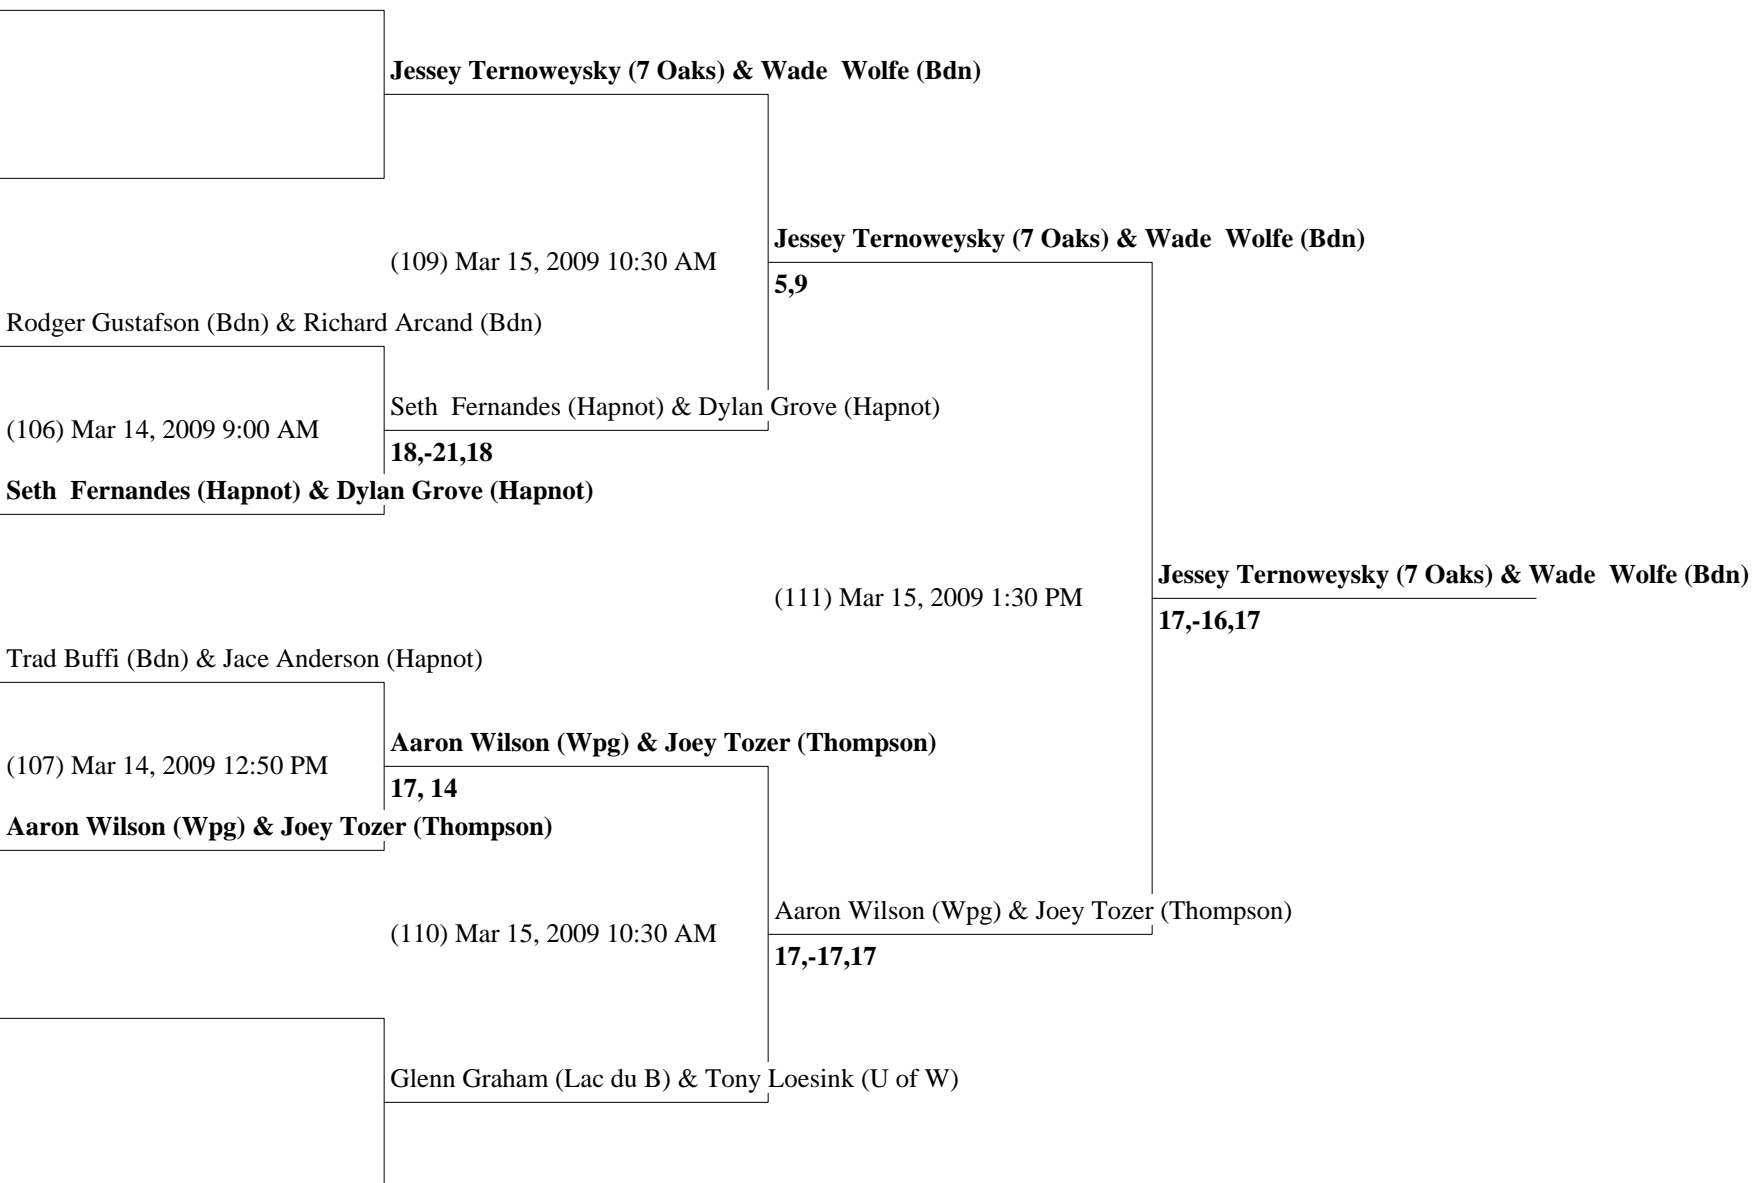 Jessey Ternoweysky (7 Oaks) & Wade  Wolfe (Bdn)
Jessey Ternoweysky (7 Oaks) & Wade  Wolfe (Bdn)
(109) Mar 15, 2009 10:30 AM
5,9
Rodger Gustafson (Bdn) & Richard Arcand (Bdn)
Seth  Fernandes (Hapnot) & Dylan Grove (Hapnot)
(106) Mar 14, 2009 9:00 AM
18,-21,18
Seth  Fernandes (Hapnot) & Dylan Grove (Hapnot)
Jessey Ternoweysky (7 Oaks) & Wade  Wolfe (Bdn)
(111) Mar 15, 2009 1:30 PM
17,-16,17
Trad Buffi (Bdn) & Jace Anderson (Hapnot)
Aaron Wilson (Wpg) & Joey Tozer (Thompson)
(107) Mar 14, 2009 12:50 PM
17, 14
Aaron Wilson (Wpg) & Joey Tozer (Thompson)
Aaron Wilson (Wpg) & Joey Tozer (Thompson)
(110) Mar 15, 2009 10:30 AM
17,-17,17
Glenn Graham (Lac du B) & Tony Loesink (U of W)